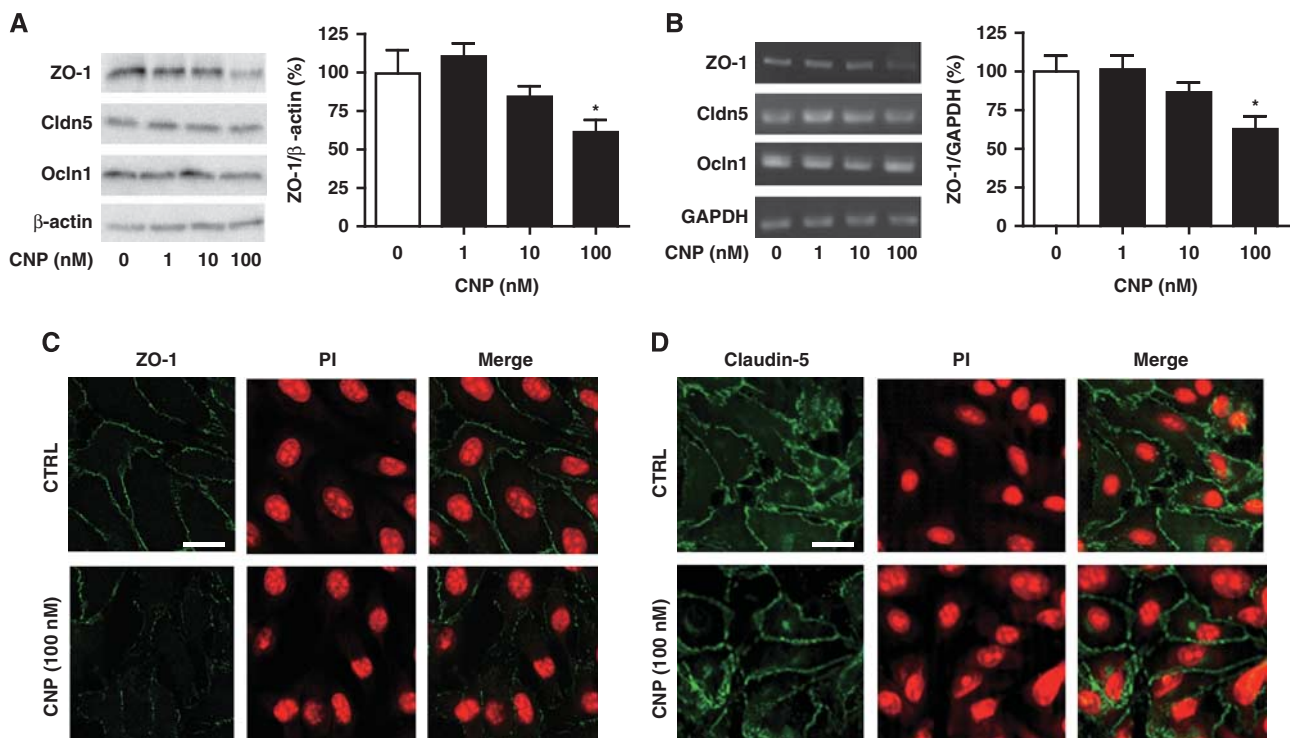 A
ZO-1
Cldn5
Ocln1
β-actin
CNP (nM) 0 1 10 100
ZO-1/β -actin (%)
125
100
75
50
25
0
*
0 1 10 100
CNP (nM)
B
ZO-1
Cldn5
Ocln1
GAPDH
CNP (nM) 0 1 10 100
ZO-1/GAPDH (%)
125
100
75
50
25
0
*
0 1 10 100
CNP (nM)
C
ZO-1 PI Merge
CTRL
CNP (100 nM)
D
Claudin-5 PI Merge
CTRL
CNP (100 nM)